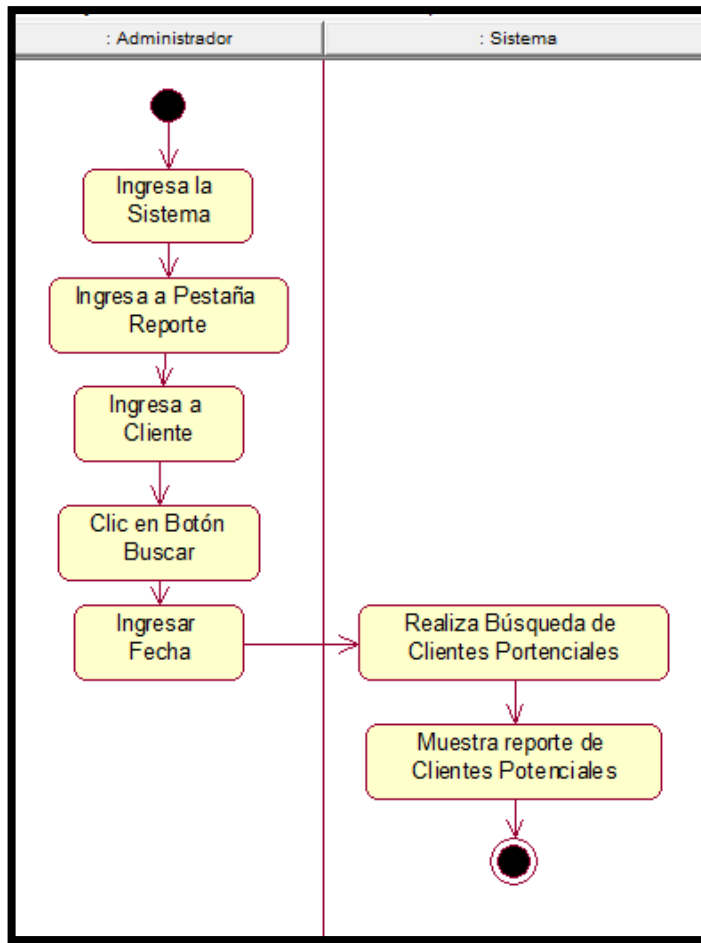 : Administrador
: Sistema
Ingresa la
Sistema
Ingresa a Pestaña
Reporte
Ingresa a
Cliente
Clic en Botón
Buscar
Ingresar
Fecha
Realiza Búsqueda de
Clientes Portenciales
Muestra reporte de
Clientes Potenciales